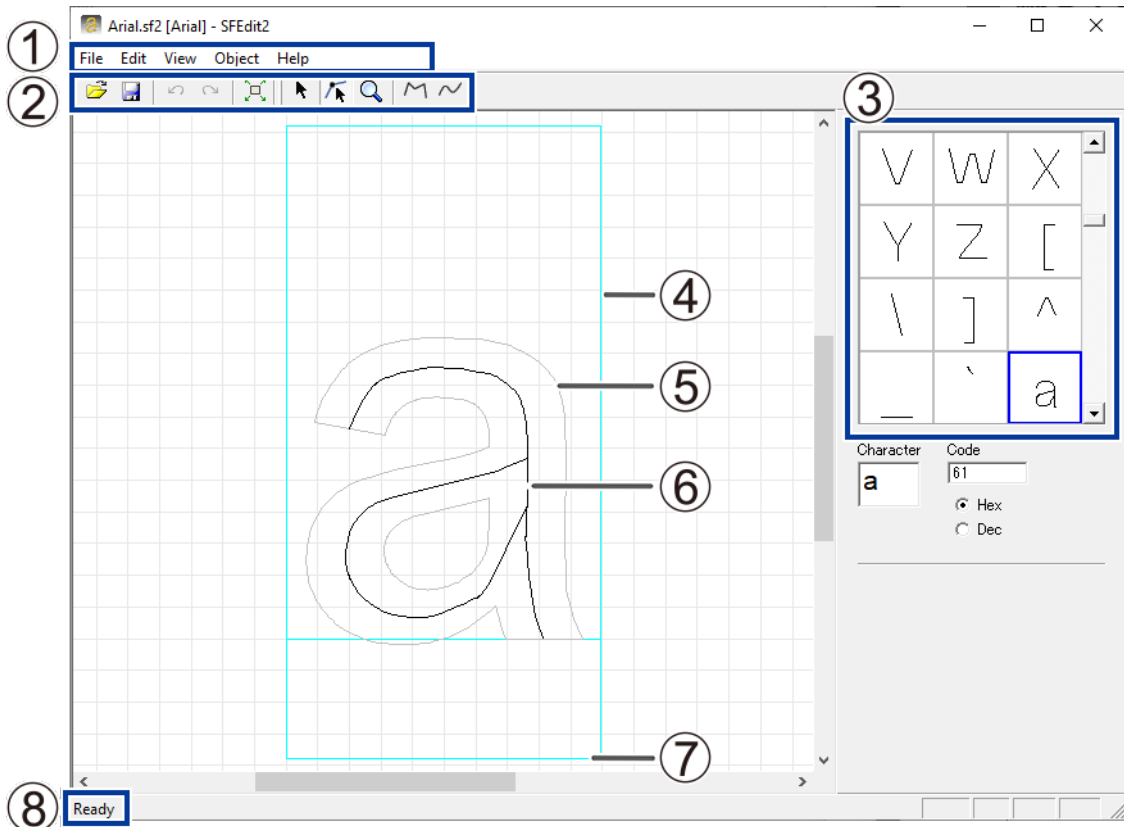 Arial.sf2 [Arial] - SFEdit2
① File Edit View Object Help
②
③
V W X
Y Z [
\ ] ^
_ ` a
④
⑤
⑥
⑦
Character Code
a 61
Hex
Dec
⑧ Ready